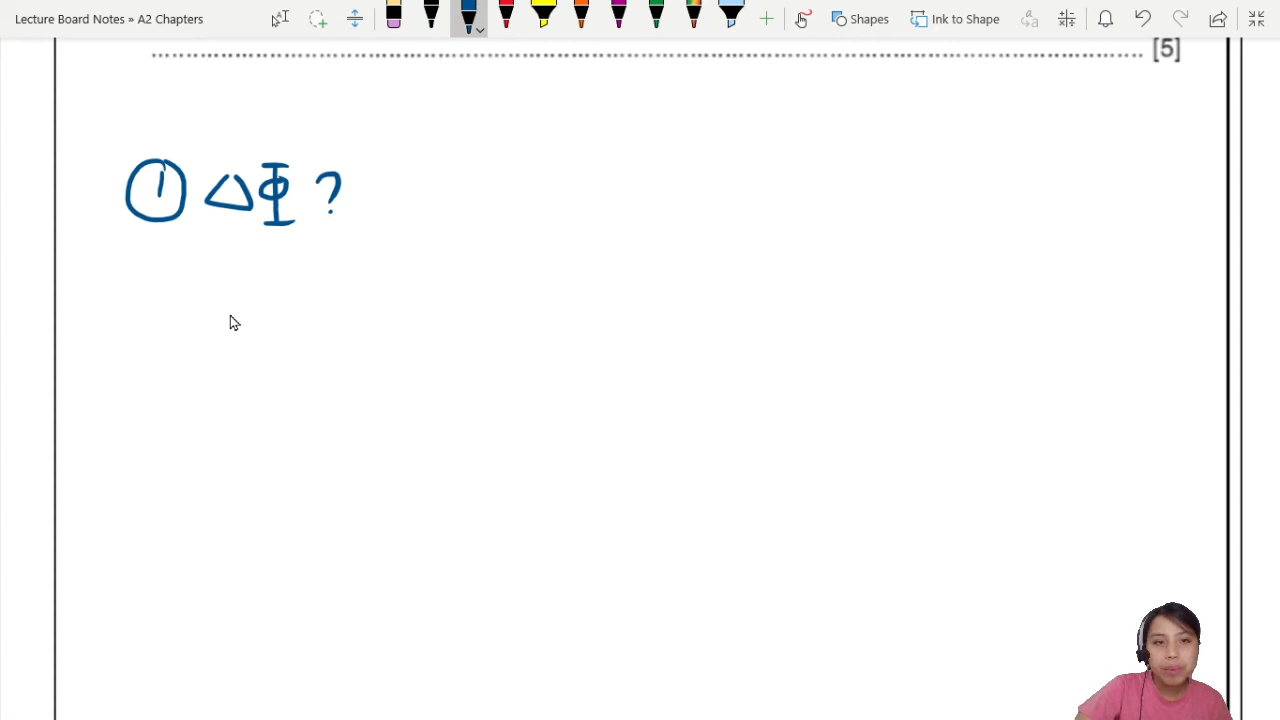 Lecture Board Notes » A2 Chapters
Shapes
Ink to Shape
[5]
① ΔΦ ?